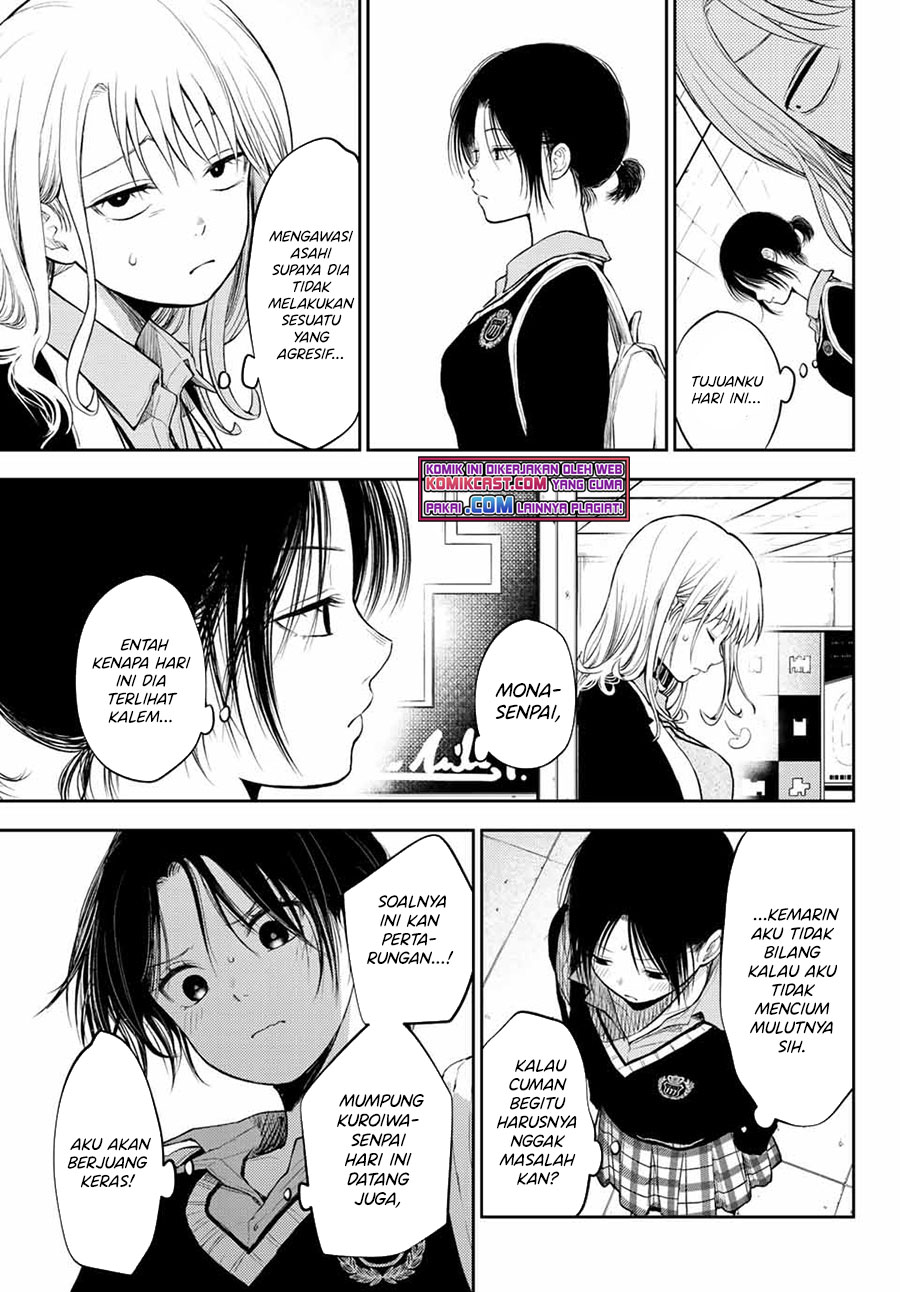 TUJUANKU
HARI INI...
MENGAWASI
ASAHI
SUPAYA DIA
TIDAK
MELAKUKAN
SESUATU
YANG
AGRESIF...
KOMIK INI DIKERJAKAN OLEH WEB
KOMIKCAST.COM YANG CUMA
PAKAI .COM LAINNYA PLAGIAT!
MONA-
SENPAI,
ENTAH
KENAPA HARI
INI DIA
TERLIHAT
KALEM...
...KEMARIN
AKU TIDAK
BILANG
KALAU AKU
TIDAK
MENCIUM
MULUTNYA
SIH.
KALAU
CUMAN
BEGITU
HARUSNYA
NGGAK
MASALAH
KAN?
SOALNYA
INI KAN
PERTA-
RUNGAN...!
MUMPUNG
KUROIWA-
SENPAI
HARI INI
DATANG
JUGA,
AKU AKAN
BERJUANG
KERAS!